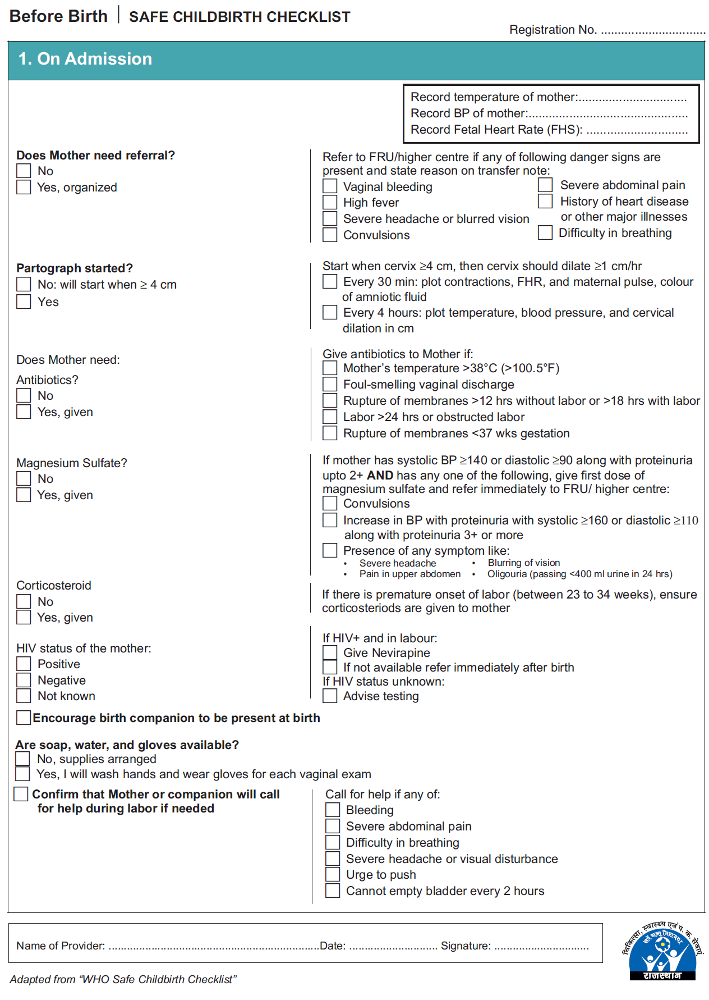 Before Birth | SAFE CHILDBIRTH CHECKLIST
Registration No. ................................
1. On Admission
Record temperature of mother:................................
Record BP of mother:...............................................
Record Fetal Heart Rate (FHS): ..............................
Does Mother need referral?
No
Yes, organized
Refer to FRU/higher centre if any of following danger signs are
present and state reason on transfer note:
Vaginal bleeding
High fever
Severe headache or blurred vision
Convulsions
Severe abdominal pain
History of heart disease
or other major illnesses
Difficulty in breathing
Partograph started?
No: will start when ≥ 4 cm
Yes
Start when cervix ≥4 cm, then cervix should dilate ≥1 cm/hr
Every 30 min: plot contractions, FHR, and maternal pulse, colour
of amniotic fluid
Every 4 hours: plot temperature, blood pressure, and cervical
dilation in cm
Does Mother need:
Antibiotics?
No
Yes, given
Give antibiotics to Mother if:
Mother's temperature >38°C (>100.5°F)
Foul-smelling vaginal discharge
Rupture of membranes >12 hrs without labor or >18 hrs with labor
Labor >24 hrs or obstructed labor
Rupture of membranes <37 wks gestation
Magnesium Sulfate?
No
Yes, given
If mother has systolic BP ≥140 or diastolic ≥90 along with proteinuria
upto 2+ AND has any one of the following, give first dose of
magnesium sulfate and refer immediately to FRU/ higher centre:
Convulsions
Increase in BP with proteinuria with systolic ≥160 or diastolic ≥110
along with proteinuria 3+ or more
Presence of any symptom like:
• Severe headache • Blurring of vision
• Pain in upper abdomen • Oligouria (passing <400 ml urine in 24 hrs)
Corticosteroid
No
Yes, given
If there is premature onset of labor (between 23 to 34 weeks), ensure
corticosteriods are given to mother
HIV status of the mother:
Positive
Negative
Not known
If HIV+ and in labour:
Give Nevirapine
If not available refer immediately after birth
If HIV status unknown:
Advise testing
Encourage birth companion to be present at birth
Are soap, water, and gloves available?
No, supplies arranged
Yes, I will wash hands and wear gloves for each vaginal exam
Confirm that Mother or companion will call
for help during labor if needed
Call for help if any of:
Bleeding
Severe abdominal pain
Difficulty in breathing
Severe headache or visual disturbance
Urge to push
Cannot empty bladder every 2 hours
Name of Provider: .................................................................Date: ........................... Signature: .............................
चिकित्सा, स्वास्थ्य एवं प. क. सेवाएं
सर्वे सन्तु निरामया
राजस्थान
Adapted from “WHO Safe Childbirth Checklist”